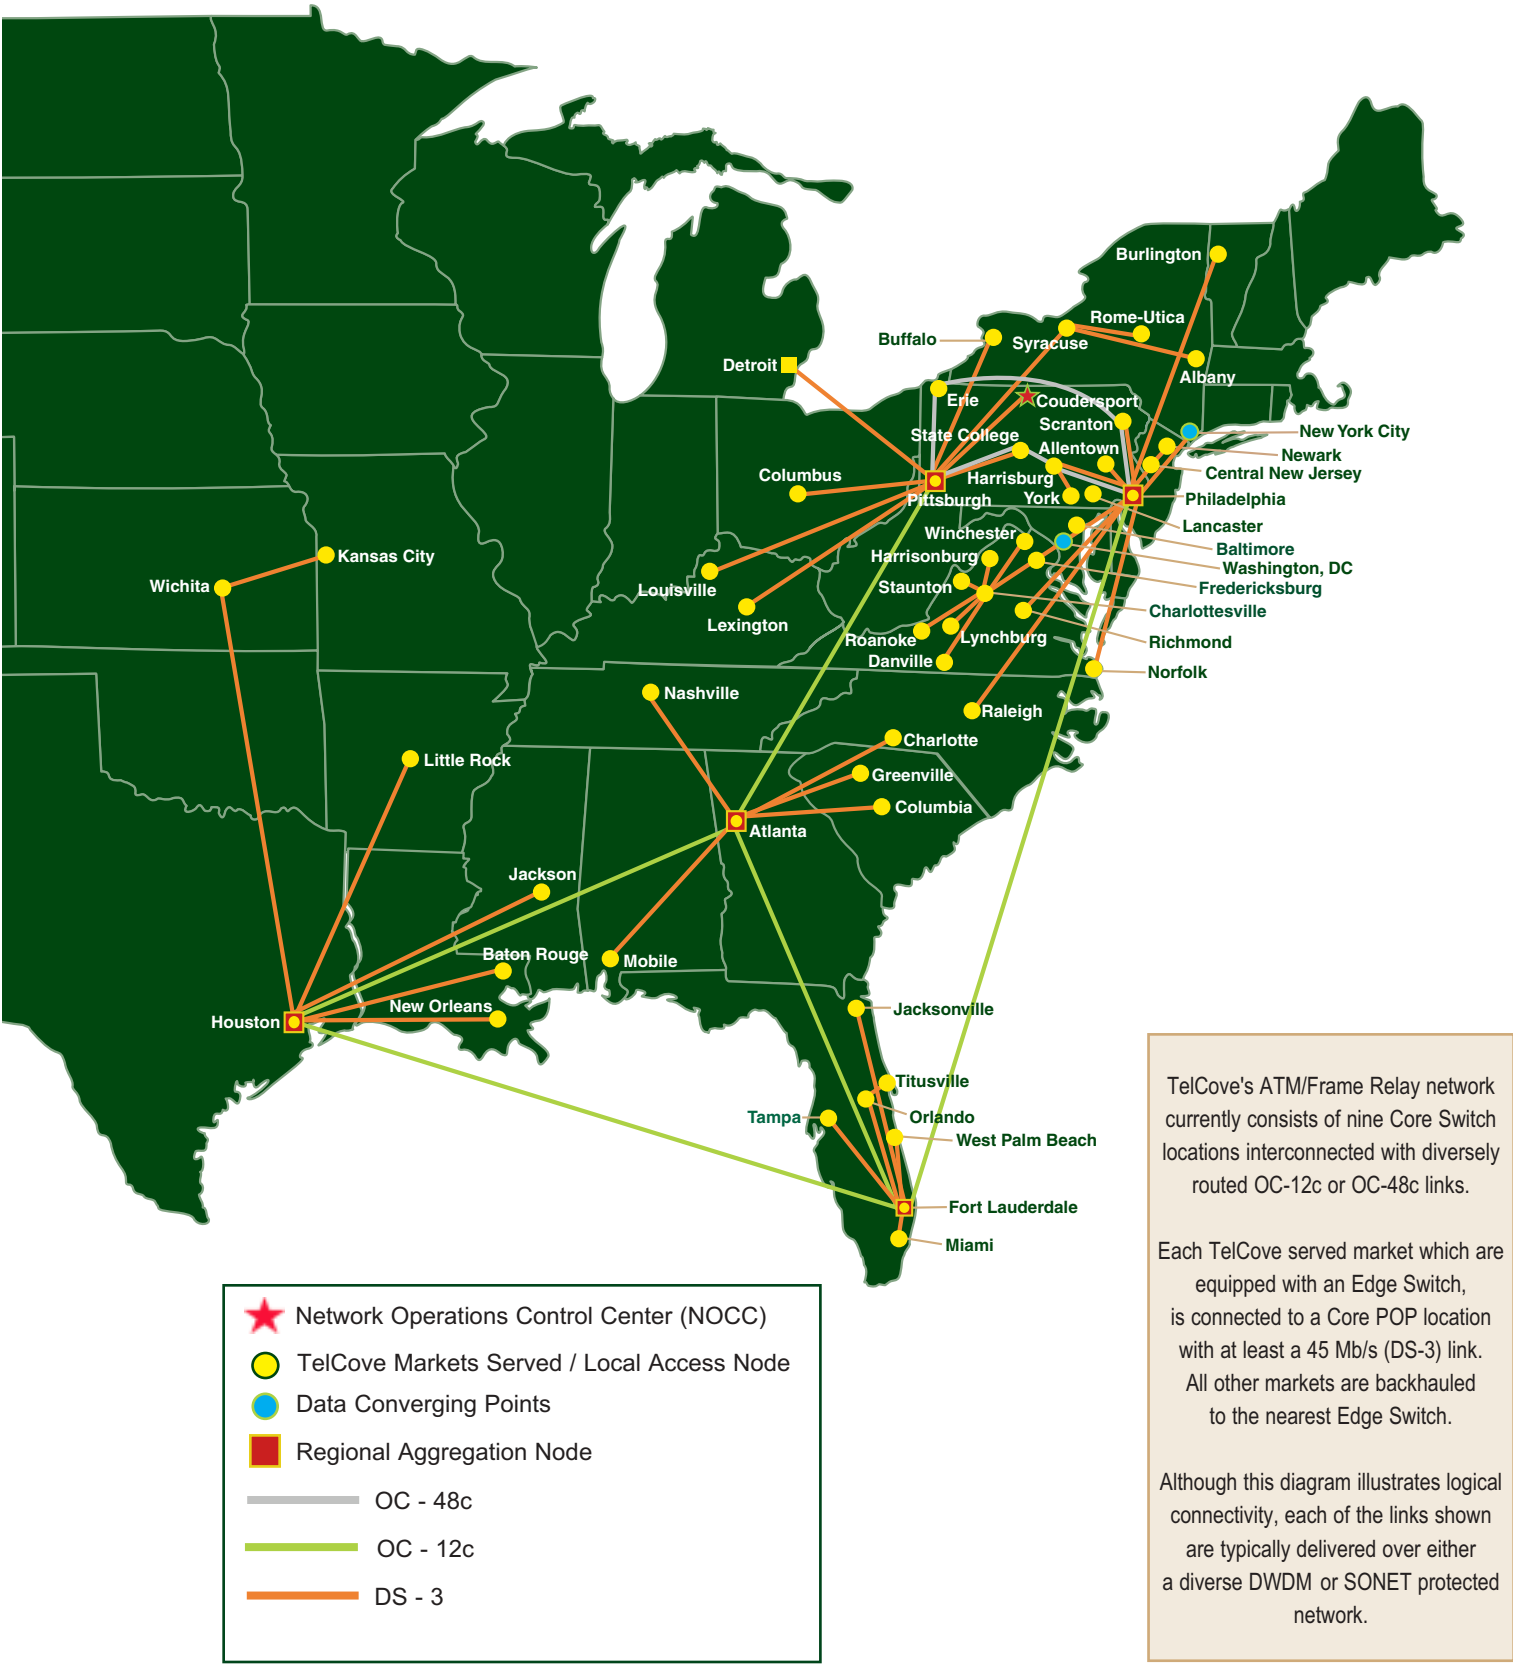 Burlington
Rome-Utica
Buffalo
Syracuse
Detroit
Albany
Erie
Coudersport
Scranton
State College
New York City
Allentown
Newark
Columbus
Central New Jersey
Harrisburg
Pittsburgh
York
Philadelphia
Lancaster
Winchester
Baltimore
Kansas City
Harrisonburg
Washington, DC
Wichita
Louisville
Staunton
Fredericksburg
Charlottesville
Lexington
Roanoke
Lynchburg
Richmond
Danville
Norfolk
Nashville
Raleigh
Charlotte
Little Rock
Greenville
Columbia
Atlanta
Jackson
Baton Rouge
Mobile
New Orleans
Jacksonville
Houston
Titusville
Tampa
Orlando
West Palm Beach
Fort Lauderdale
Miami
TelCove's ATM/Frame Relay network
currently consists of nine Core Switch
locations interconnected with diversely
routed OC-12c or OC-48c links.
Each TelCove served market which are
equipped with an Edge Switch,
is connected to a Core POP location
with at least a 45 Mb/s (DS-3) link.
All other markets are backhauled
to the nearest Edge Switch.
Although this diagram illustrates logical
connectivity, each of the links shown
are typically delivered over either
a diverse DWDM or SONET protected
network.
Network Operations Control Center (NOCC)
TelCove Markets Served / Local Access Node
Data Converging Points
Regional Aggregation Node
OC - 48c
OC - 12c
DS - 3